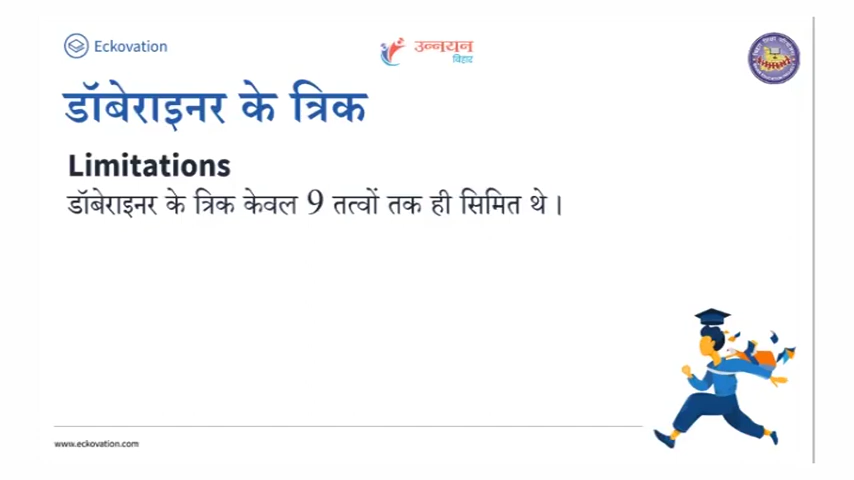 Eckovation
उन्नयन
बिहार
डॉबेराइनर के त्रिक
Limitations
डॉबेराइनर के त्रिक केवल 9 तत्वों तक ही सिमित थे ।
www.eckovation.com